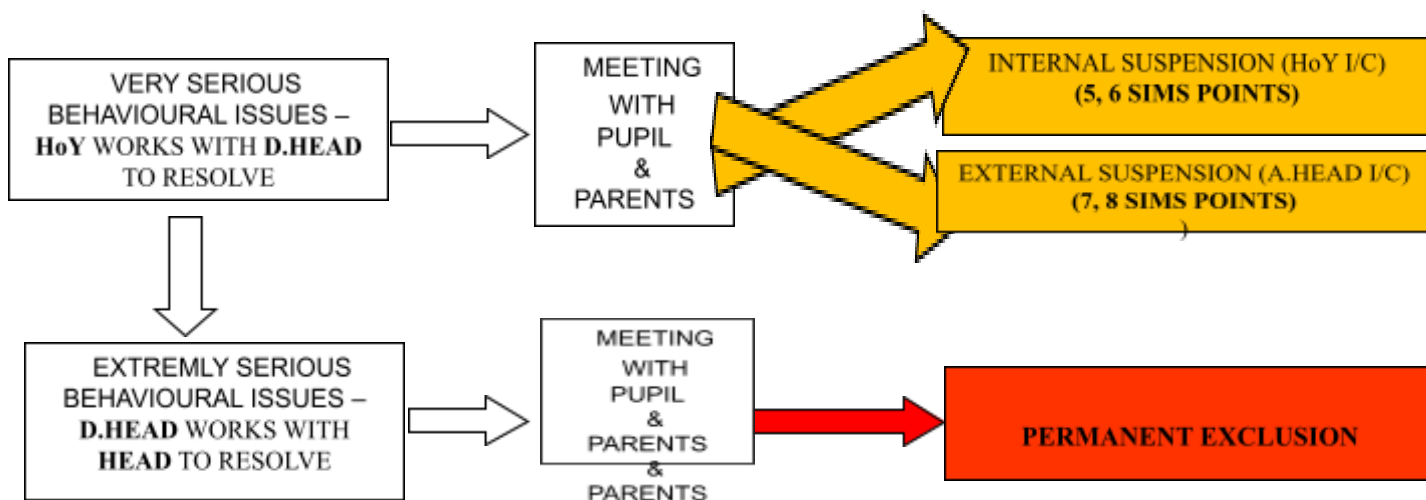 VERY SERIOUS
BEHAVIOURAL ISSUES –
HoY WORKS WITH D.HEAD
TO RESOLVE
MEETING
WITH
PUPIL
&
PARENTS
INTERNAL SUSPENSION (HoY I/C)
(5, 6 SIMS POINTS)
EXTERNAL SUSPENSION (A.HEAD I/C)
(7, 8 SIMS POINTS)
)
EXTREMLY SERIOUS
BEHAVIOURAL ISSUES –
D.HEAD WORKS WITH
HEAD TO RESOLVE
MEETING
WITH
PUPIL
&
PARENTS
&
PARENTS
PERMANENT EXCLUSION